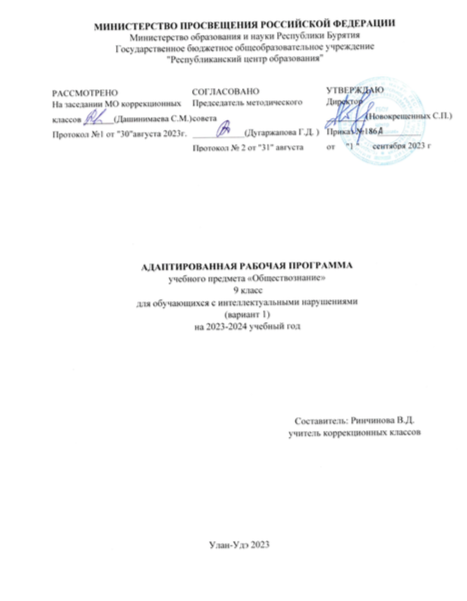 МИНИСТЕРСТВО ПРОСВЕЩЕНИЯ РОССИЙСКОЙ ФЕДЕРАЦИИ
Министерство образования и науки Республики Бурятия
Государственное бюджетное общеобразовательное учреждение
"Республиканский центр образования"
РАССМОТРЕНО
На заседании МО коррекционных
классов (Дашинимаева С.М.)
Протокол №1 от "30"августа 2023г.
СОГЛАСОВАНО
Председатель методического
совета
(Дугаржапова Г.Д. )
Протокол № 2 от "31" августа
УТВЕРЖДАЮ
Директор
(Новокрещенных С.П.)
Приказ №186
от "1 " сентября 2023 г
АДАПТИРОВАННАЯ РАБОЧАЯ ПРОГРАММА
учебного предмета «Обществознание»
9 класс
для обучающихся с интеллектуальными нарушениями
(вариант 1)
на 2023-2024 учебный год
Составитель: Ринчинова В.Д.
учитель коррекционных классов
Улан-Удэ 2023